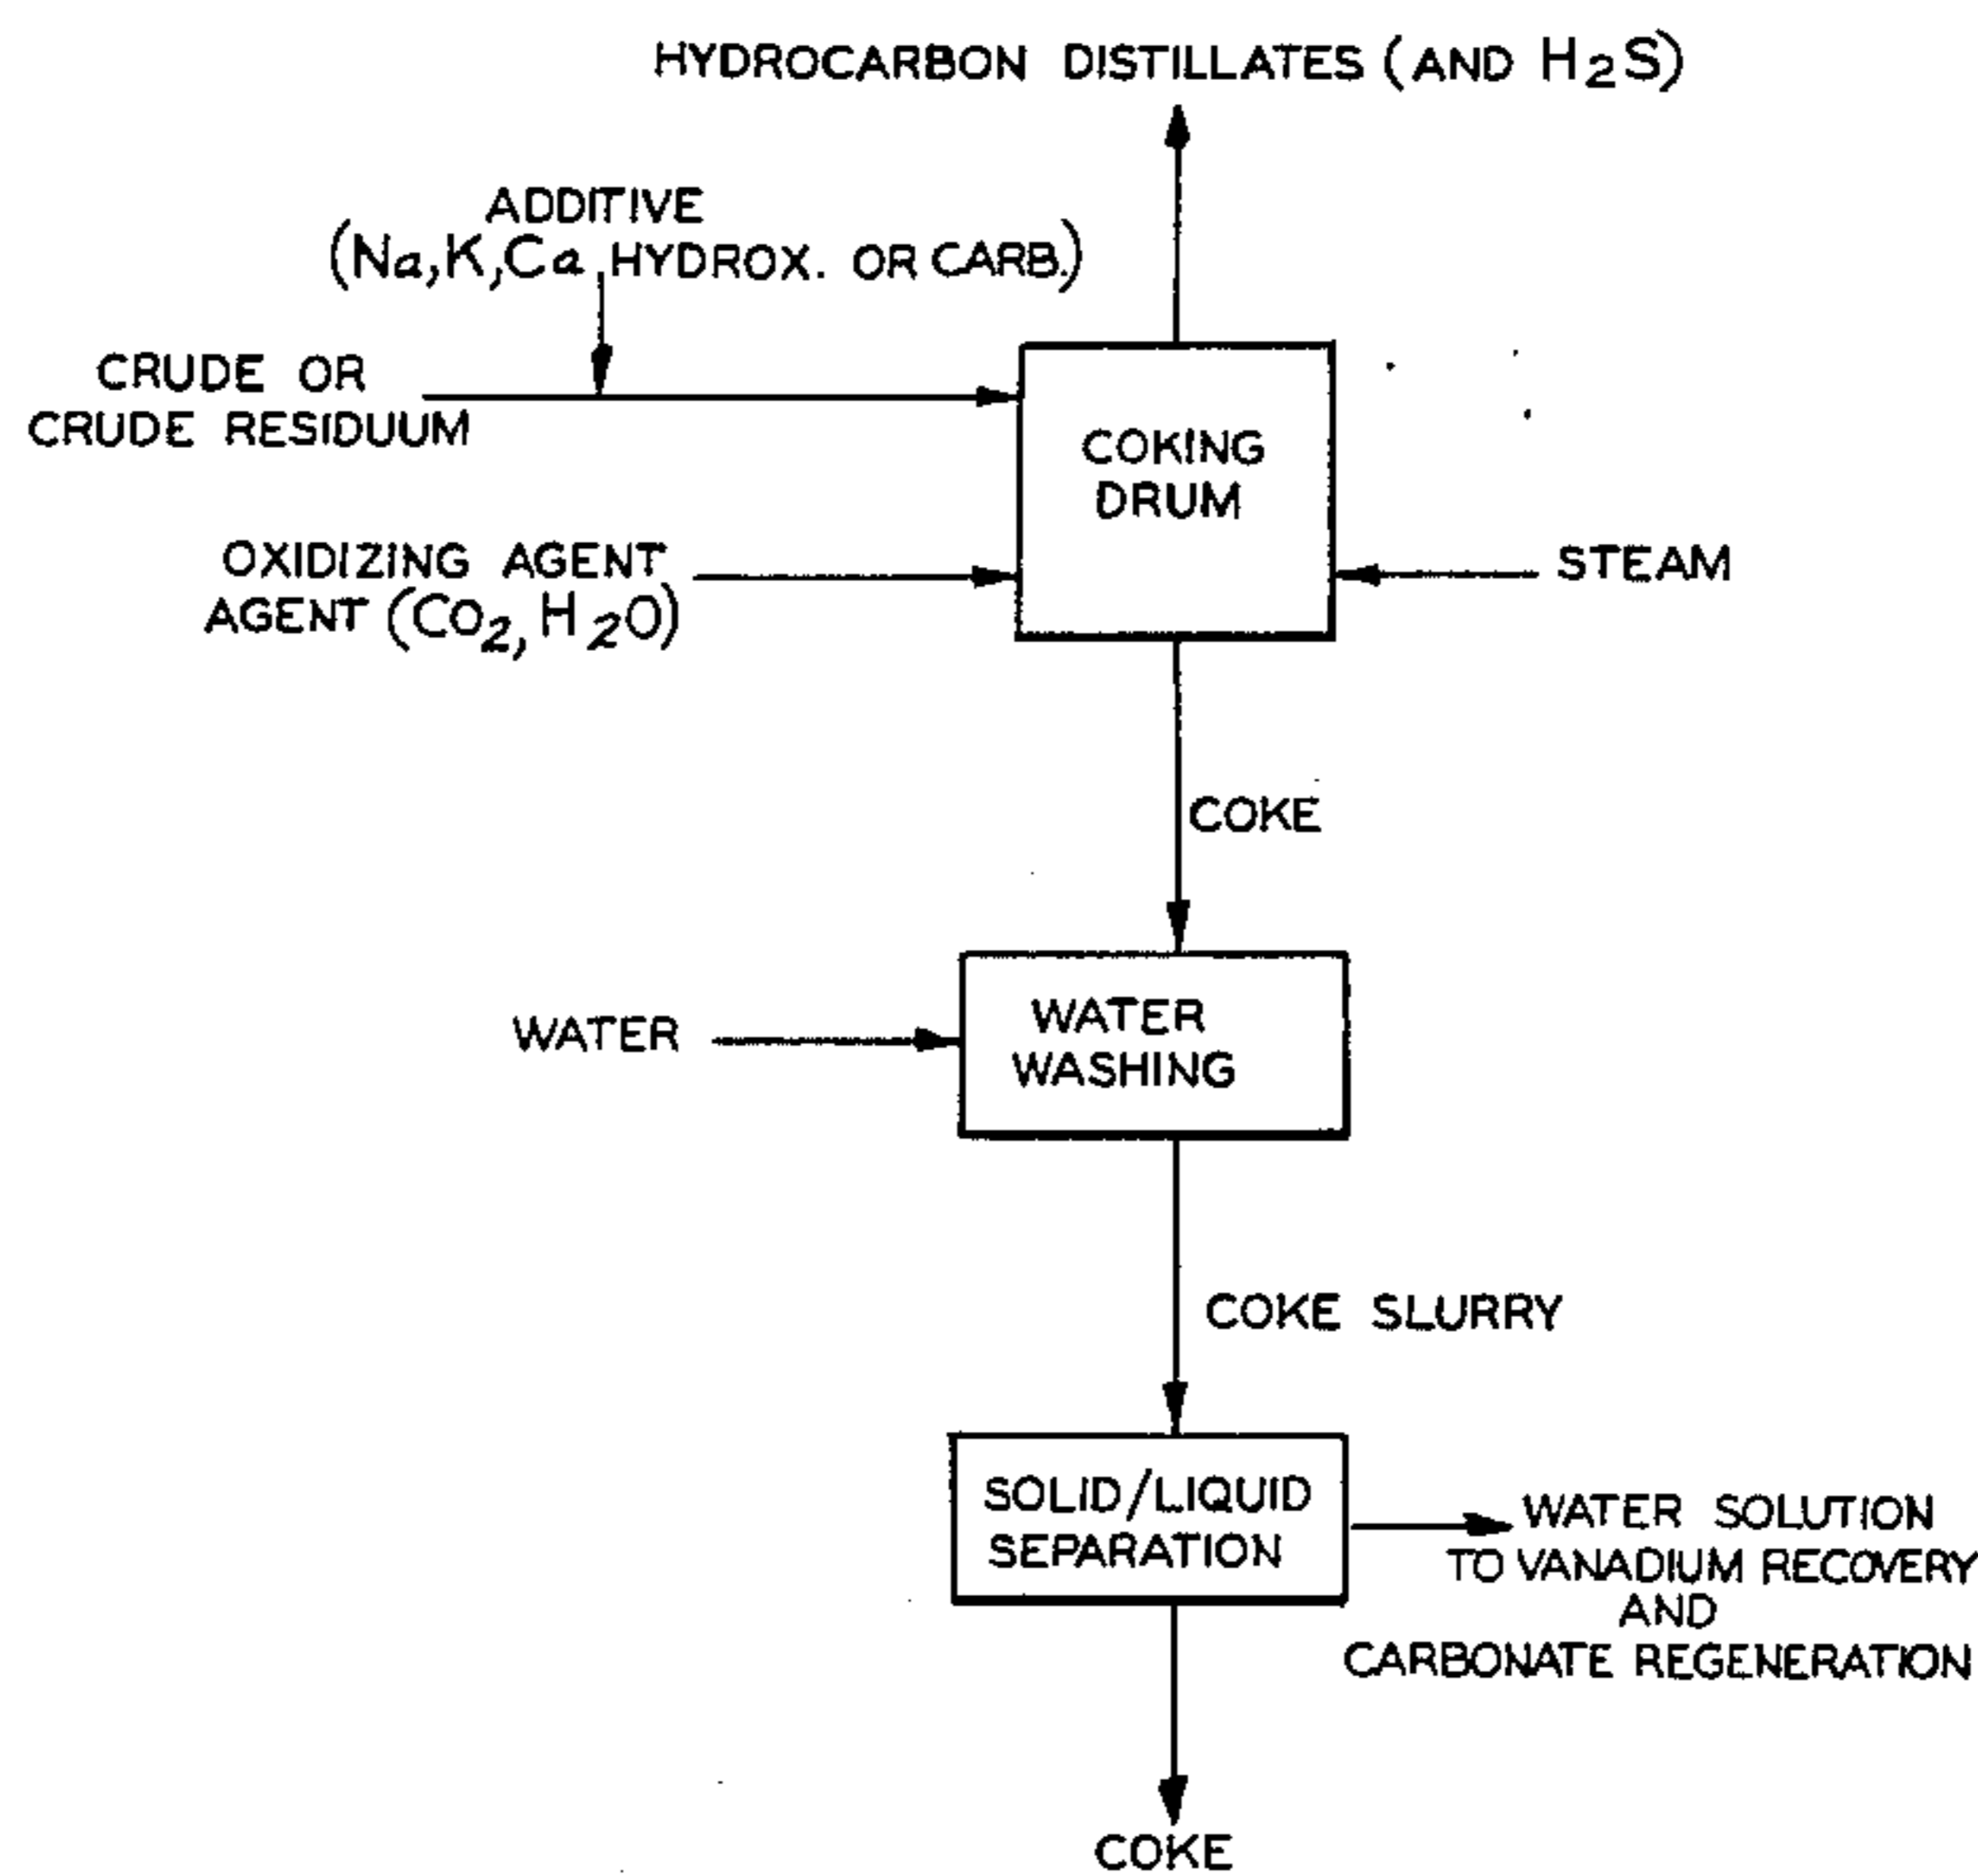 HYDROCARBON DISTILLATES (AND H₂S)
ADDITIVE
(Na,K,Ca HYDROX. OR CARB.)
CRUDE OR
CRUDE RESIDUUM
COKING
DRUM
OXIDIZING AGENT
AGENT (Co₂, H₂O)
STEAM
COKE
WATER
WATER
WASHING
COKE SLURRY
SOLID/LIQUID
SEPARATION
WATER SOLUTION
TO VANADIUM RECOVERY
AND
CARBONATE REGENERATION
COKE